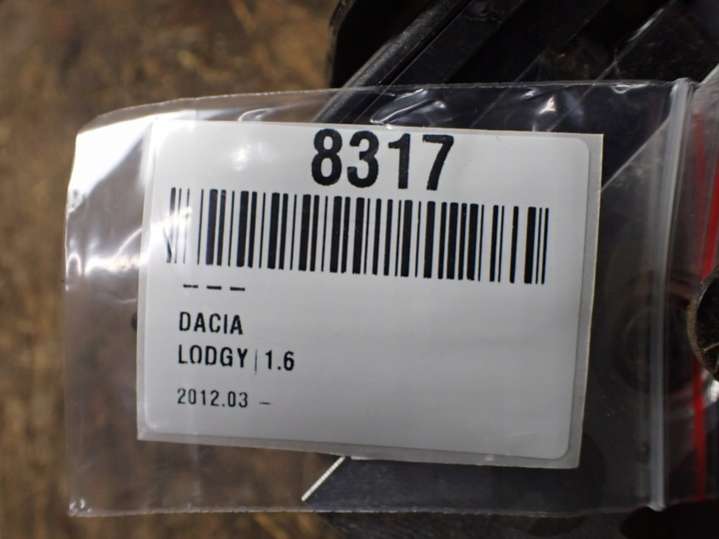 8317
---
DACIA
LODGY|1.6
2012.03 -